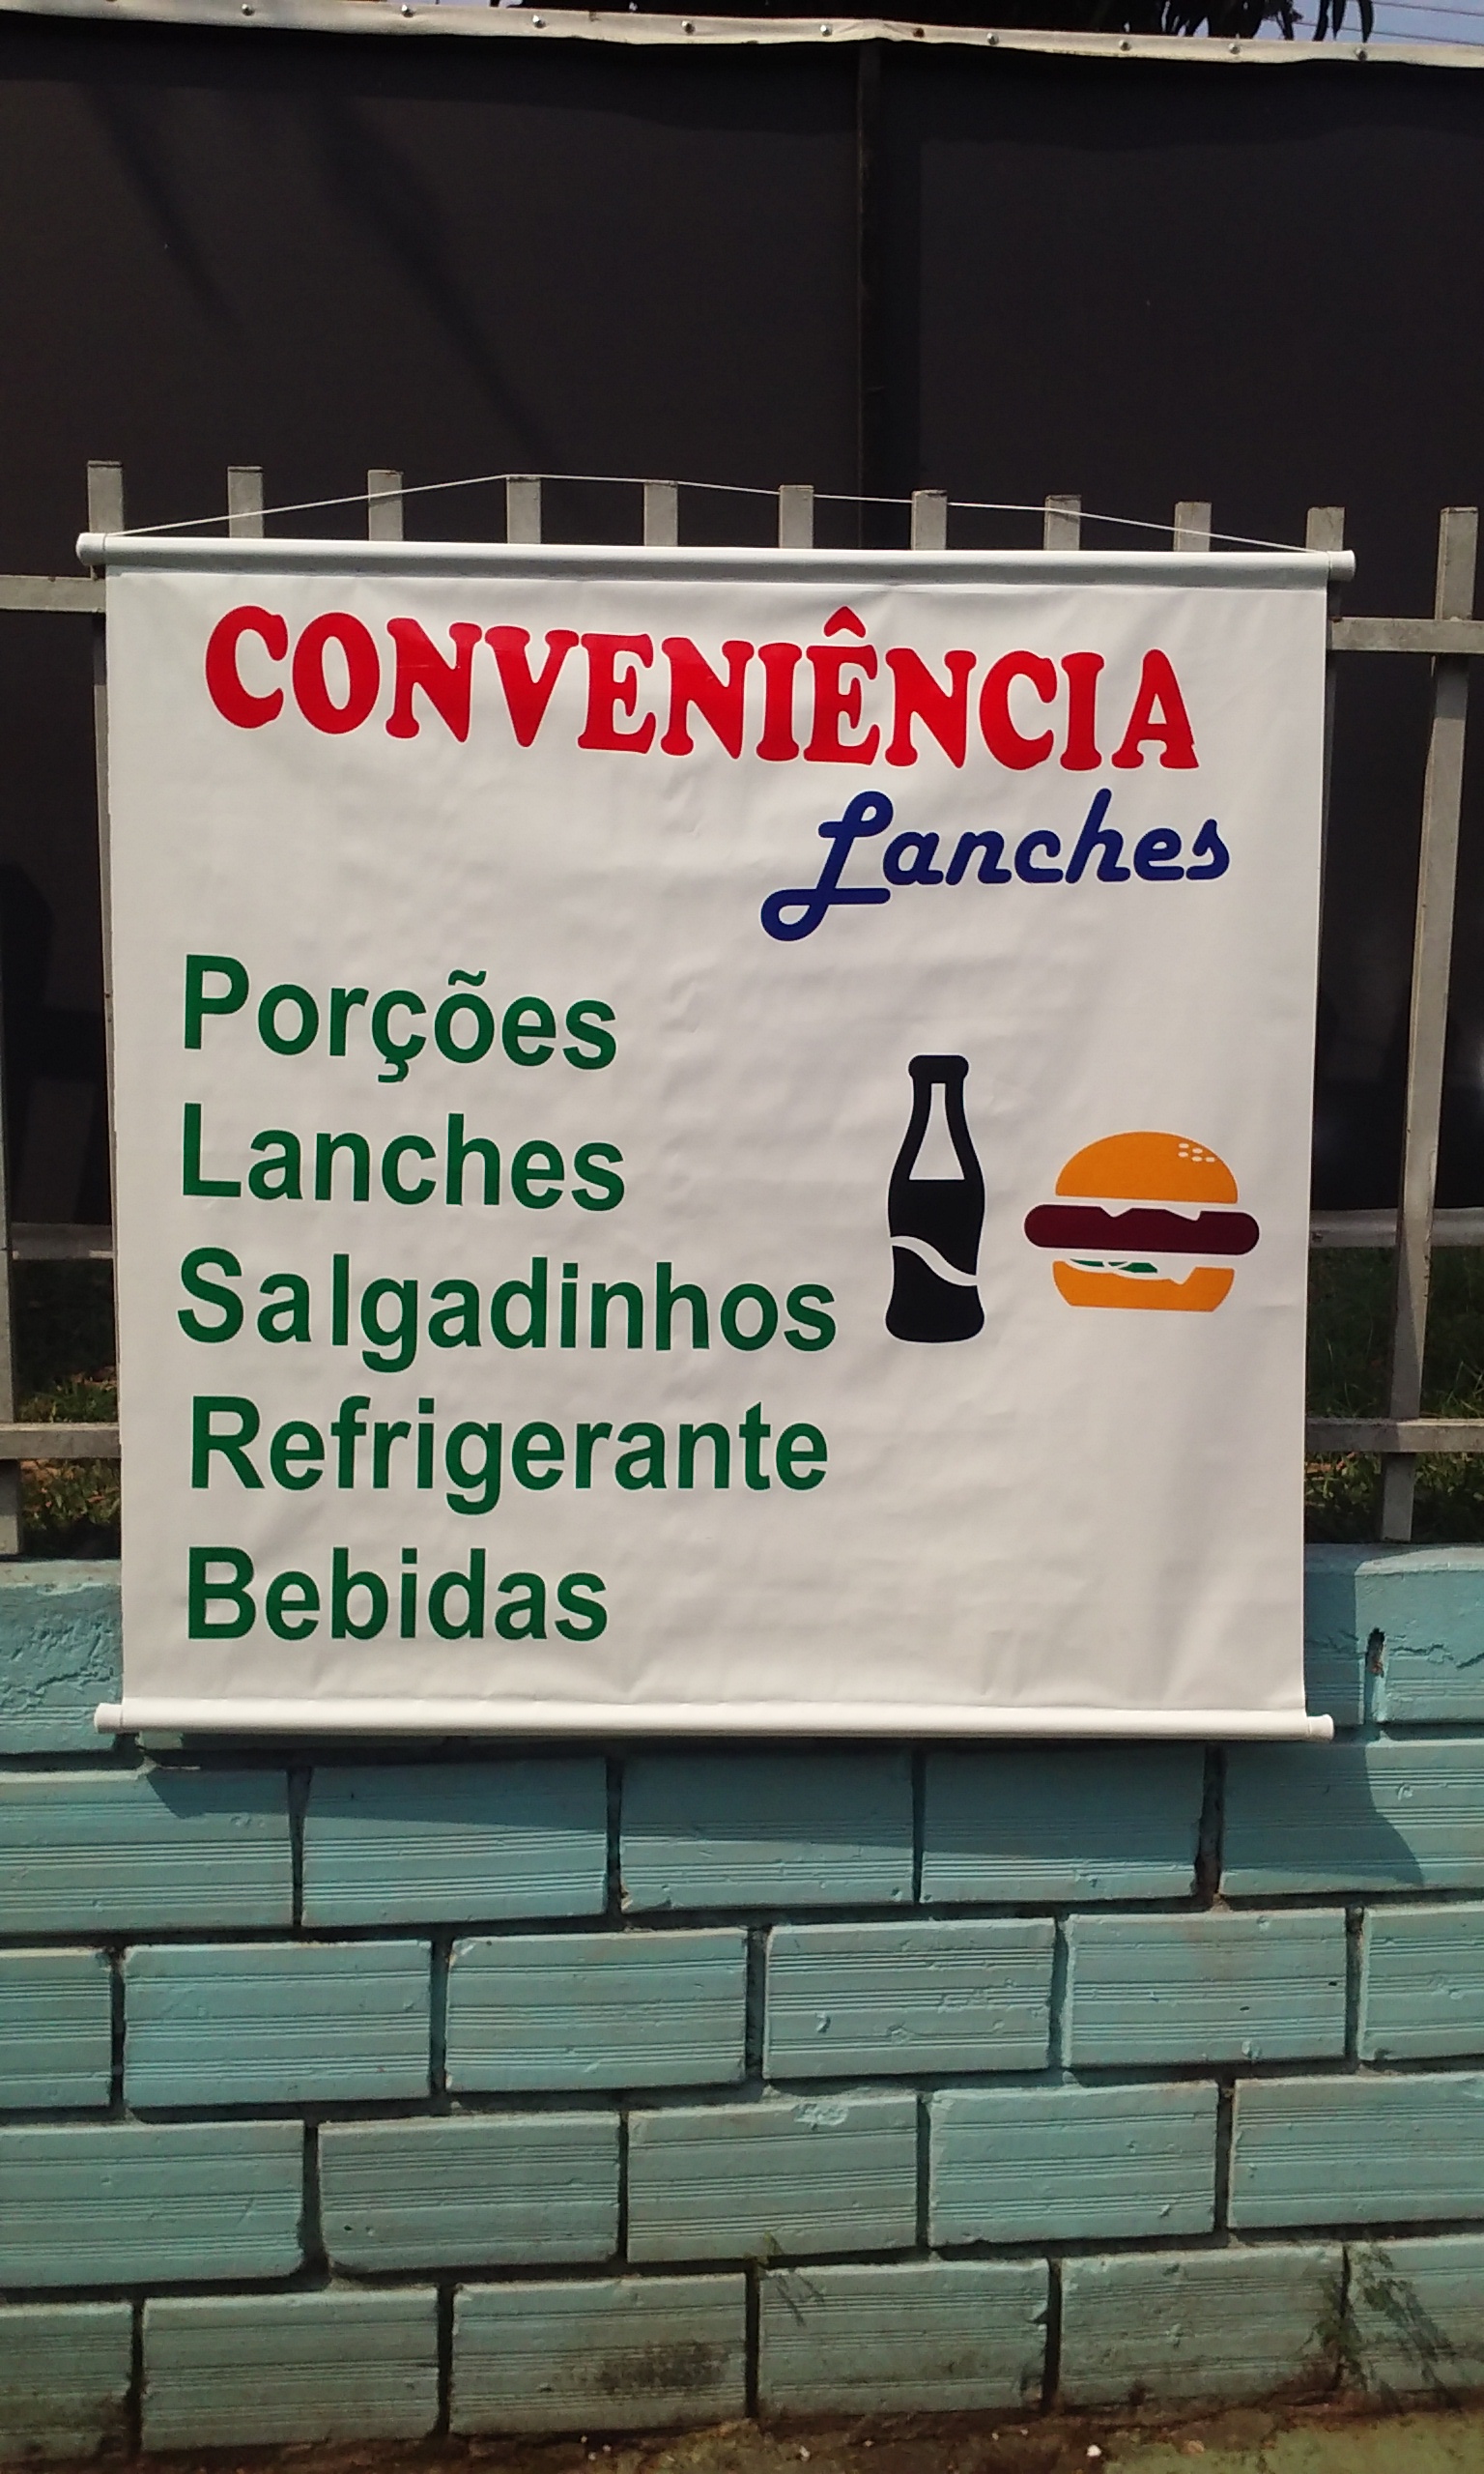 CONVENIÊNCIA
Lanches
Porções
Lanches
Salgadinhos
Refrigerante
Bebidas